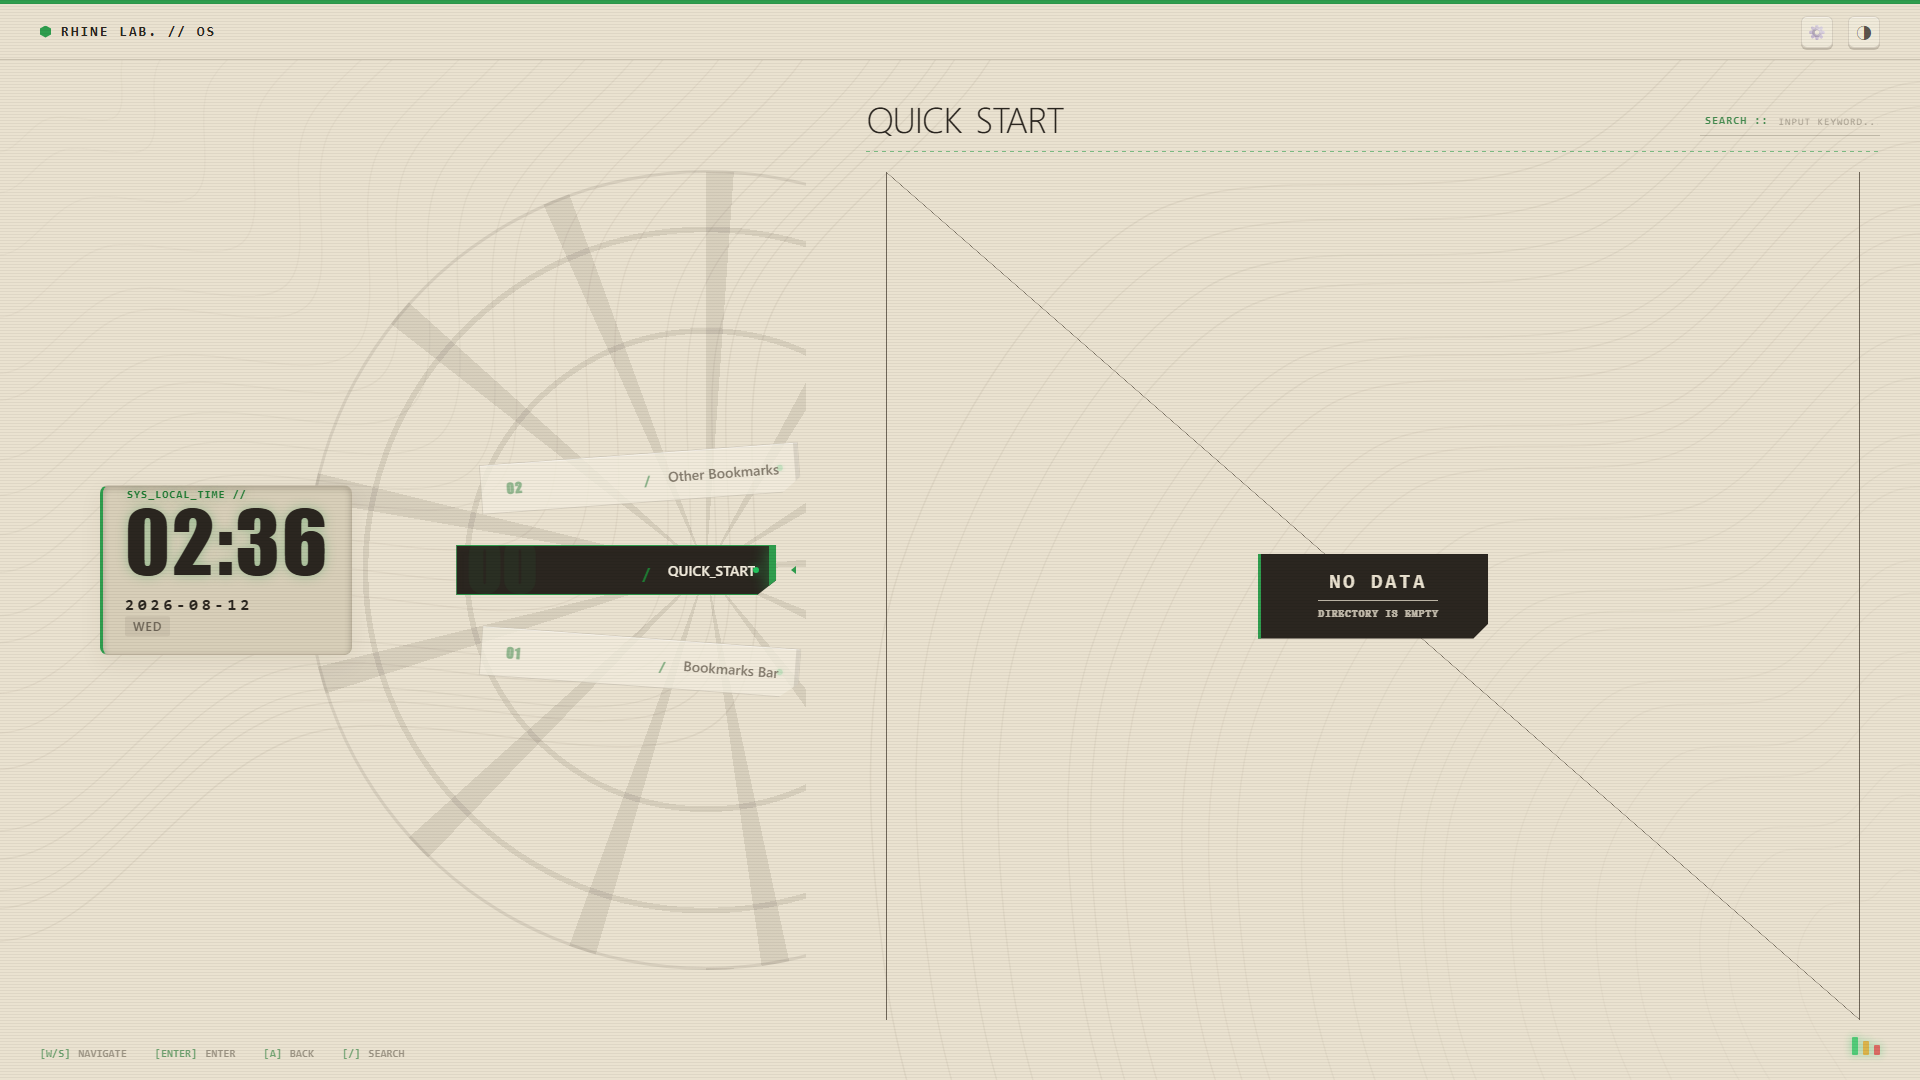 RHINE LAB. // OS
QUICK START
SEARCH :: INPUT KEYWORD..
SYS_LOCAL_TIME //
02:36
2026-08-12
WED
02 / Other Bookmarks
/ QUICK_START
01 / Bookmarks Bar
NO DATA
DIRECTORY IS EMPTY
[W/S] NAVIGATE [ENTER] ENTER [A] BACK [/] SEARCH